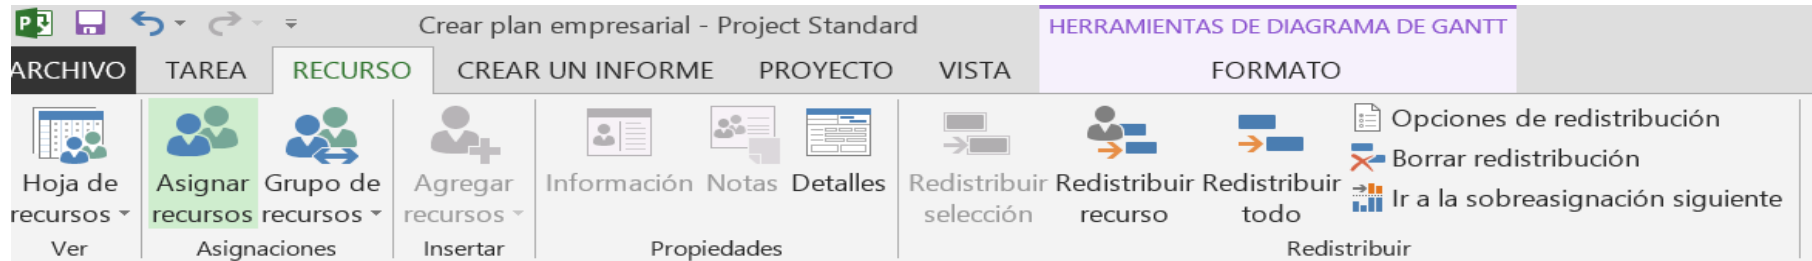 Crear plan empresarial - Project Standard
HERRAMIENTAS DE DIAGRAMA DE GANTT
ARCHIVO TAREA RECURSO CREAR UN INFORME PROYECTO VISTA FORMATO
Hoja de recursos
Asignar recursos
Grupo de recursos
Agregar recursos
Información
Notas
Detalles
Redistribuir selección
Redistribuir recurso
Redistribuir todo
Opciones de redistribución
Borrar redistribución
Ir a la sobreasignación siguiente
Ver
Asignaciones
Insertar
Propiedades
Redistribuir